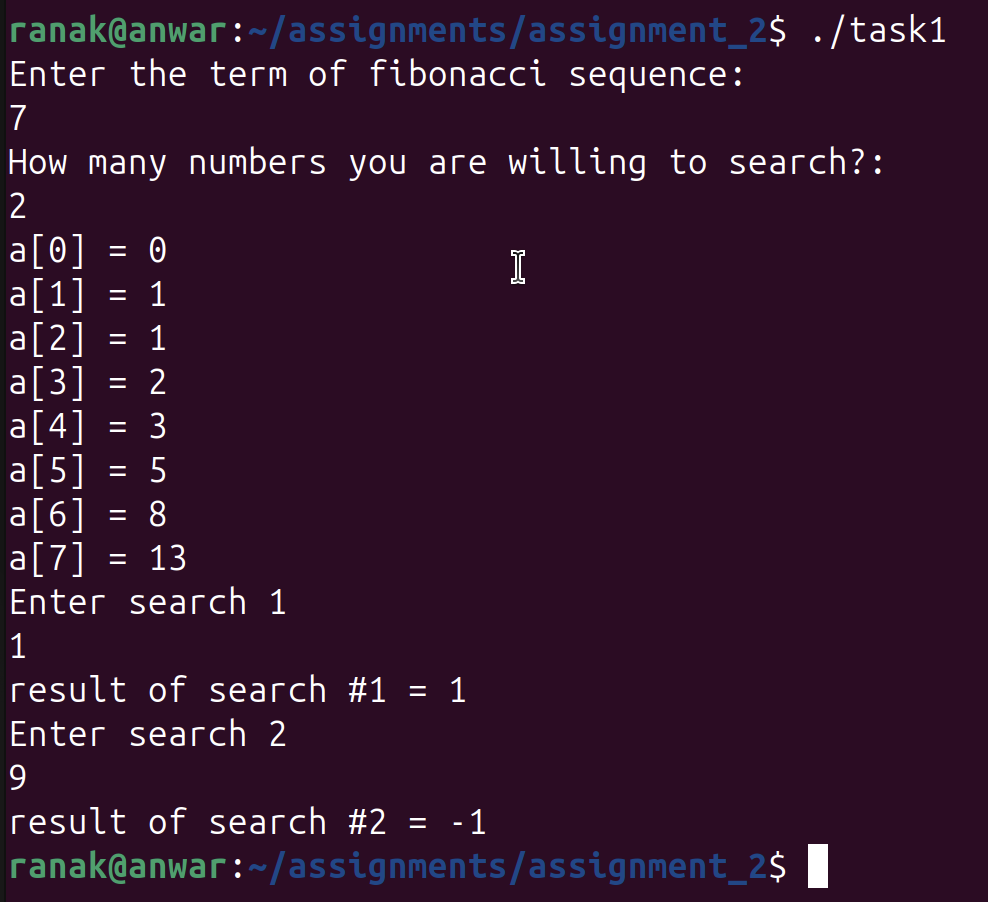 ranak@anwar:~/assignments/assignment_2$ ./task1
Enter the term of fibonacci sequence:
7
How many numbers you are willing to search?:
2
a[0] = 0
a[1] = 1
a[2] = 1
a[3] = 2
a[4] = 3
a[5] = 5
a[6] = 8
a[7] = 13
Enter search 1
1
result of search #1 = 1
Enter search 2
9
result of search #2 = -1
ranak@anwar:~/assignments/assignment_2$